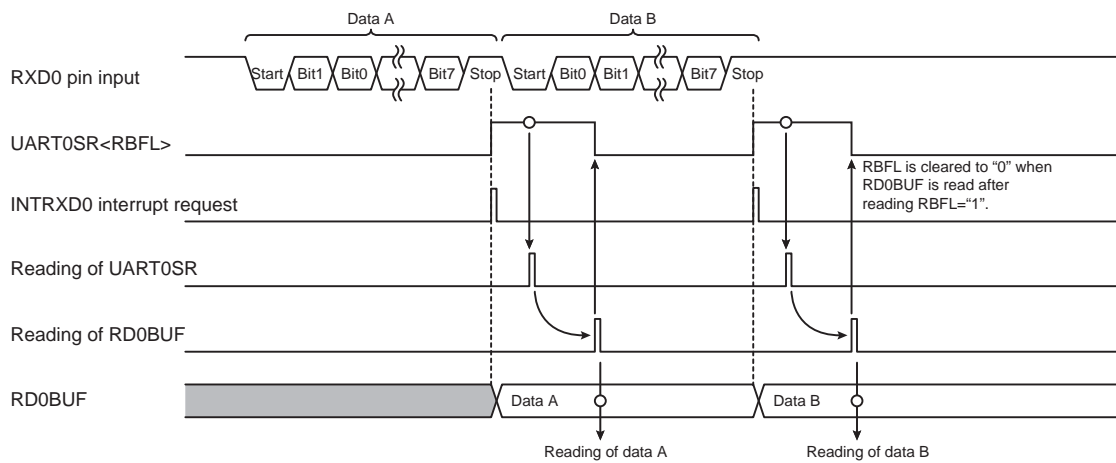 Data A
Data B
RXD0 pin input
Start Bit1 Bit0 Bit7 Stop Start Bit0 Bit1 Bit7 Stop
UART0SR<RBFL>
RBFL is cleared to “0” when
RD0BUF is read after
reading RBFL=“1”.
INTRXD0 interrupt request
Reading of UART0SR
Reading of RD0BUF
RD0BUF
Data A
Data B
Reading of data A
Reading of data B